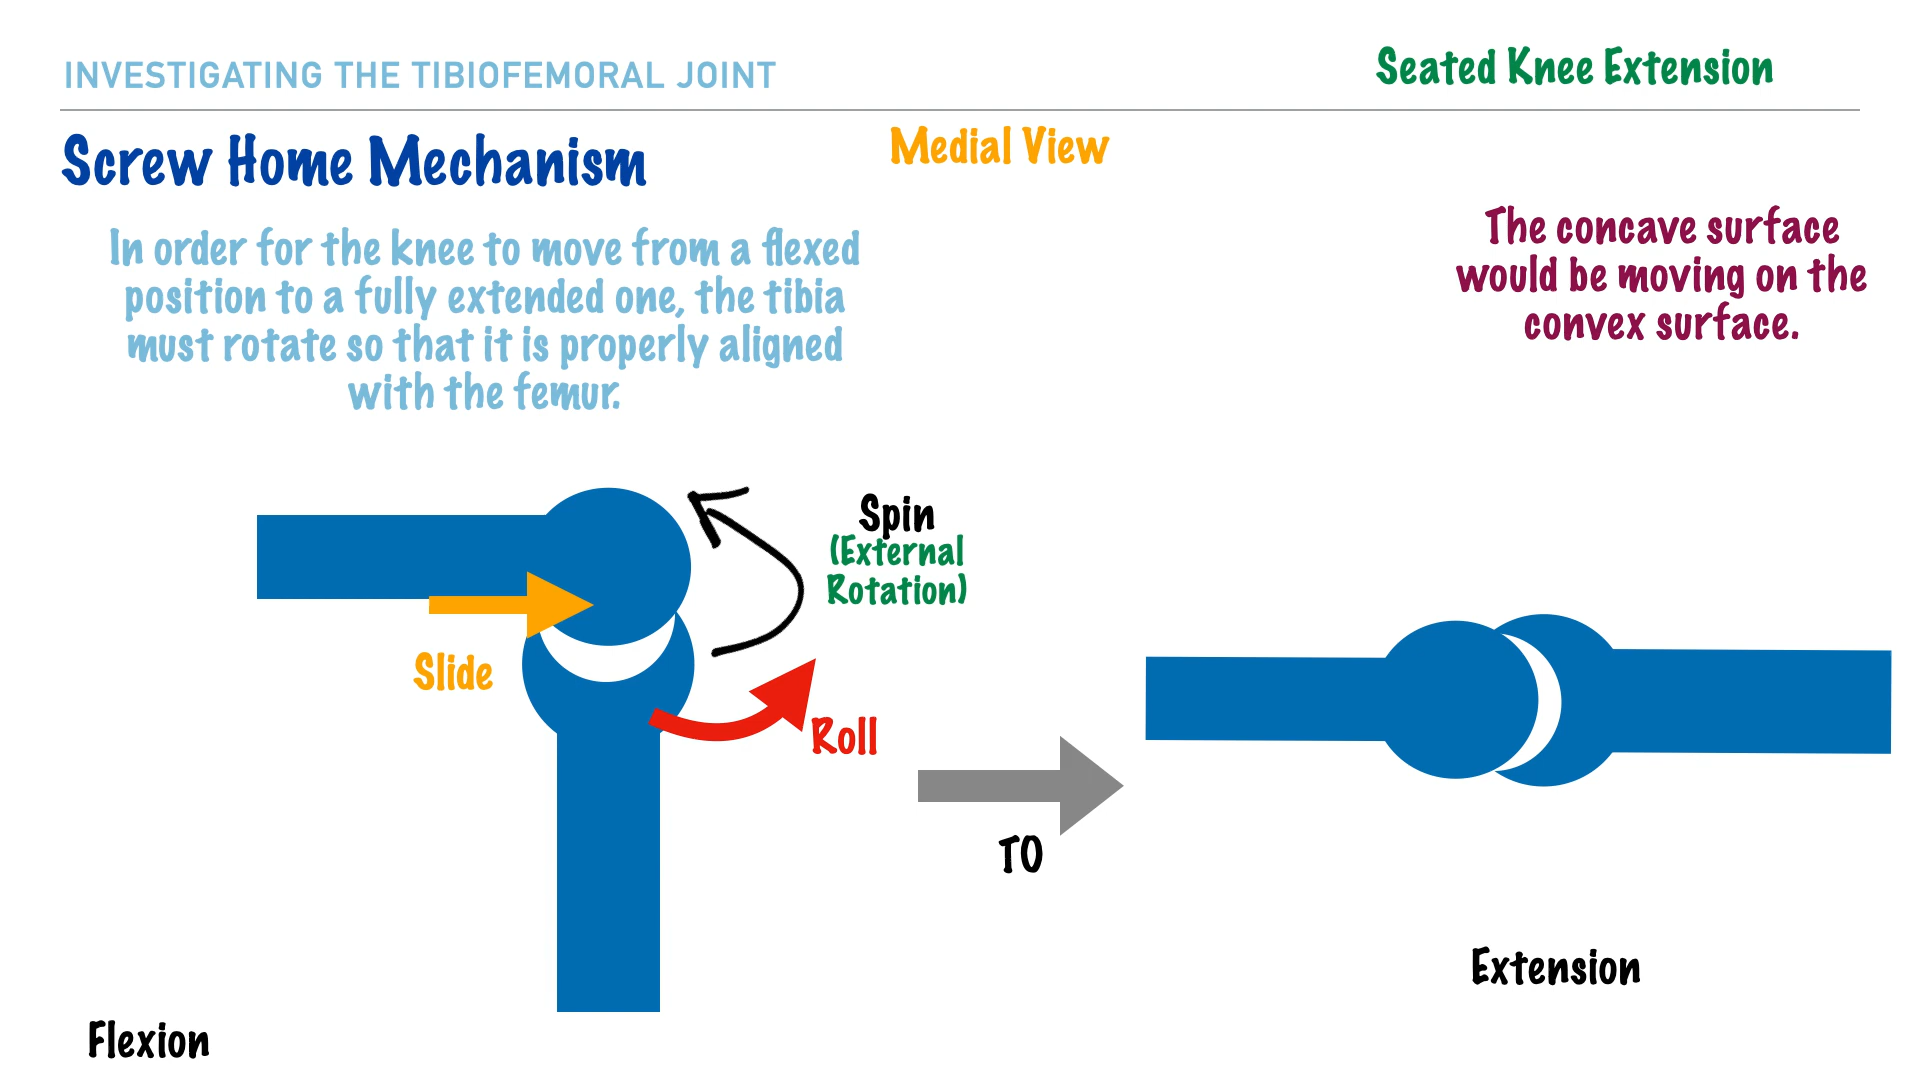 INVESTIGATING THE TIBIOFEMORAL JOINT
Seated Knee Extension
Screw Home Mechanism
Medial View
In order for the knee to move from a flexed
position to a fully extended one, the tibia
must rotate so that it is properly aligned
with the femur.
The concave surface
would be moving on the
convex surface.
Spin
(External
Rotation)
Slide
Roll
TO
Extension
Flexion